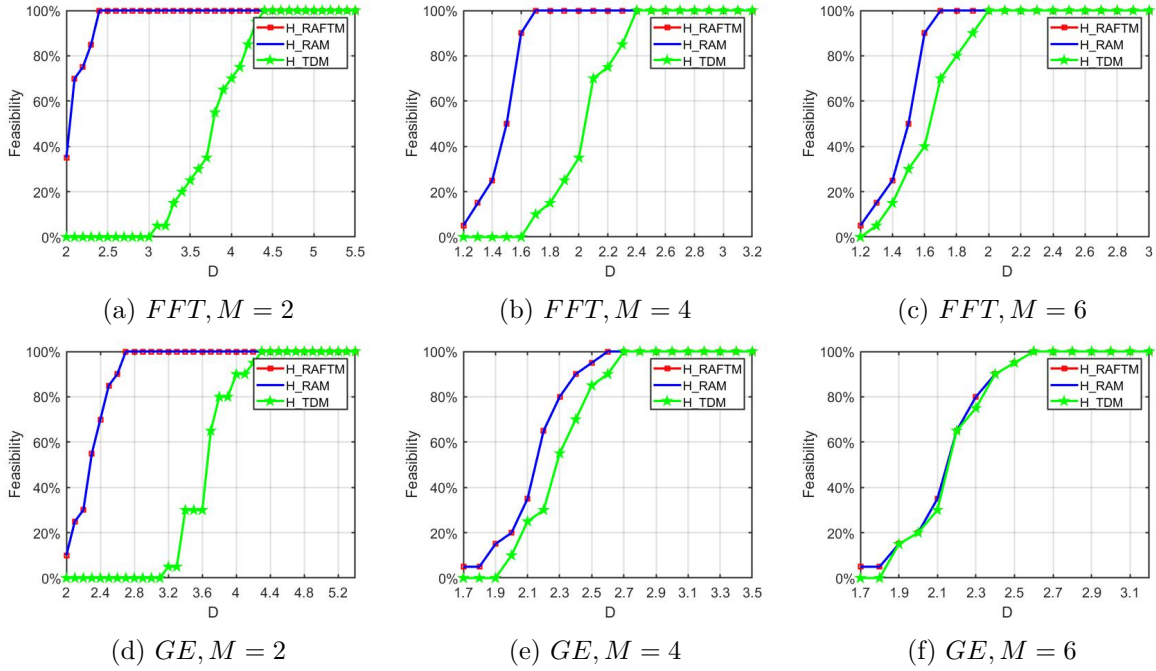 100%
80%
60%
40%
20%
0%
Feasibility
2 2.5 3 3.5 4 4.5 5 5.5
D
H_RAFTM
H_RAM
H_TDM
(a) FFT, M = 2
100%
80%
60%
40%
20%
0%
Feasibility
1.2 1.4 1.6 1.8 2 2.2 2.4 2.6 2.8 3 3.2
D
H_RAFTM
H_RAM
H_TDM
(b) FFT, M = 4
100%
80%
60%
40%
20%
0%
Feasibility
1.2 1.4 1.6 1.8 2 2.2 2.4 2.6 2.8 3
D
H_RAFTM
H_RAM
H_TDM
(c) FFT, M = 6
100%
80%
60%
40%
20%
0%
Feasibility
2 2.4 2.8 3.2 3.6 4 4.4 4.8 5.2
D
H_RAFTM
H_RAM
H_TDM
(d) GE, M = 2
100%
80%
60%
40%
20%
0%
Feasibility
1.7 1.9 2.1 2.3 2.5 2.7 2.9 3.1 3.3 3.5
D
H_RAFTM
H_RAM
H_TDM
(e) GE, M = 4
100%
80%
60%
40%
20%
0%
Feasibility
1.7 1.9 2.1 2.3 2.5 2.7 2.9 3.1
D
H_RAFTM
H_RAM
H_TDM
(f) GE, M = 6